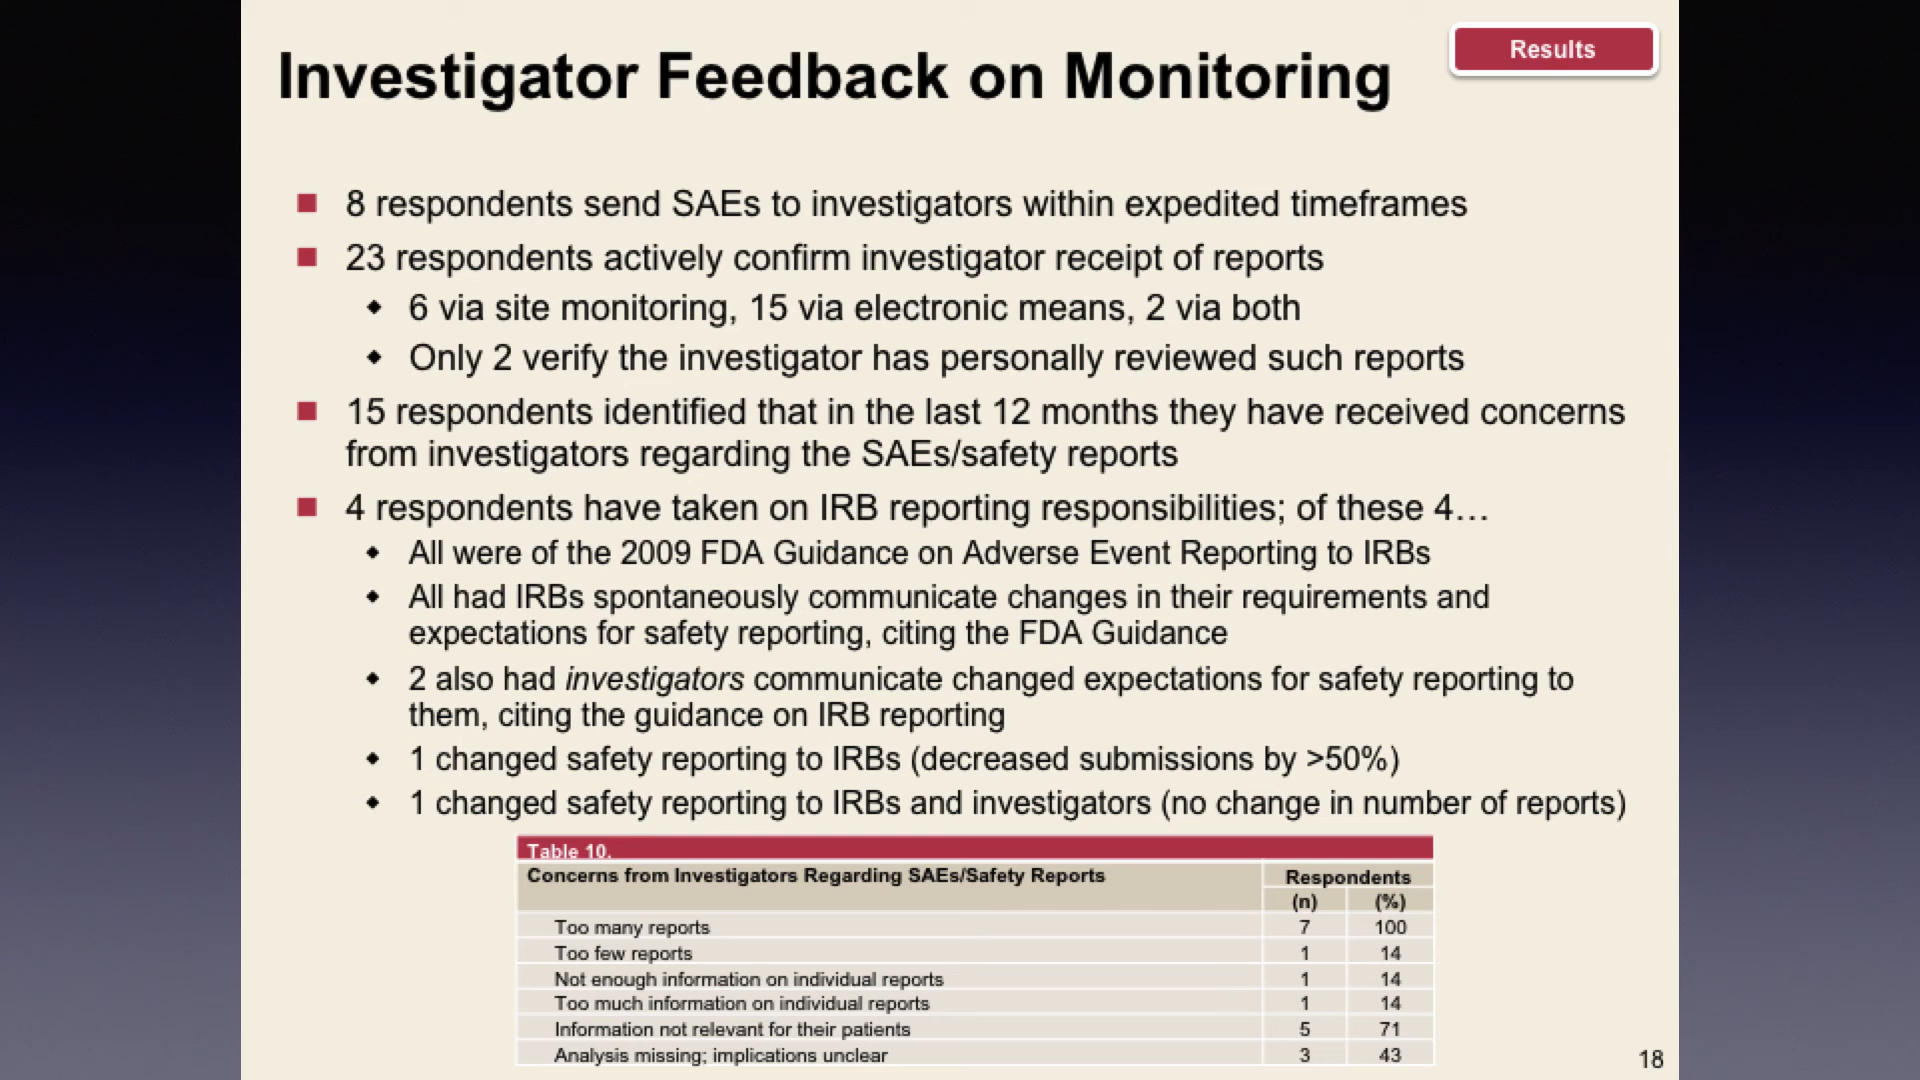 Results
Investigator Feedback on Monitoring
8 respondents send SAEs to investigators within expedited timeframes
23 respondents actively confirm investigator receipt of reports
6 via site monitoring, 15 via electronic means, 2 via both
Only 2 verify the investigator has personally reviewed such reports
15 respondents identified that in the last 12 months they have received concerns
from investigators regarding the SAEs/safety reports
4 respondents have taken on IRB reporting responsibilities; of these 4…
All were of the 2009 FDA Guidance on Adverse Event Reporting to IRBs
All had IRBs spontaneously communicate changes in their requirements and
expectations for safety reporting, citing the FDA Guidance
2 also had investigators communicate changed expectations for safety reporting to
them, citing the guidance on IRB reporting
1 changed safety reporting to IRBs (decreased submissions by >50%)
1 changed safety reporting to IRBs and investigators (no change in number of reports)
Table 10.
Concerns from Investigators Regarding SAEs/Safety Reports Respondents
(n) (%)
Too many reports 7 100
Too few reports 1 14
Not enough information on individual reports 1 14
Too much information on individual reports 1 14
Information not relevant for their patients 5 71
Analysis missing; implications unclear 3 43
18